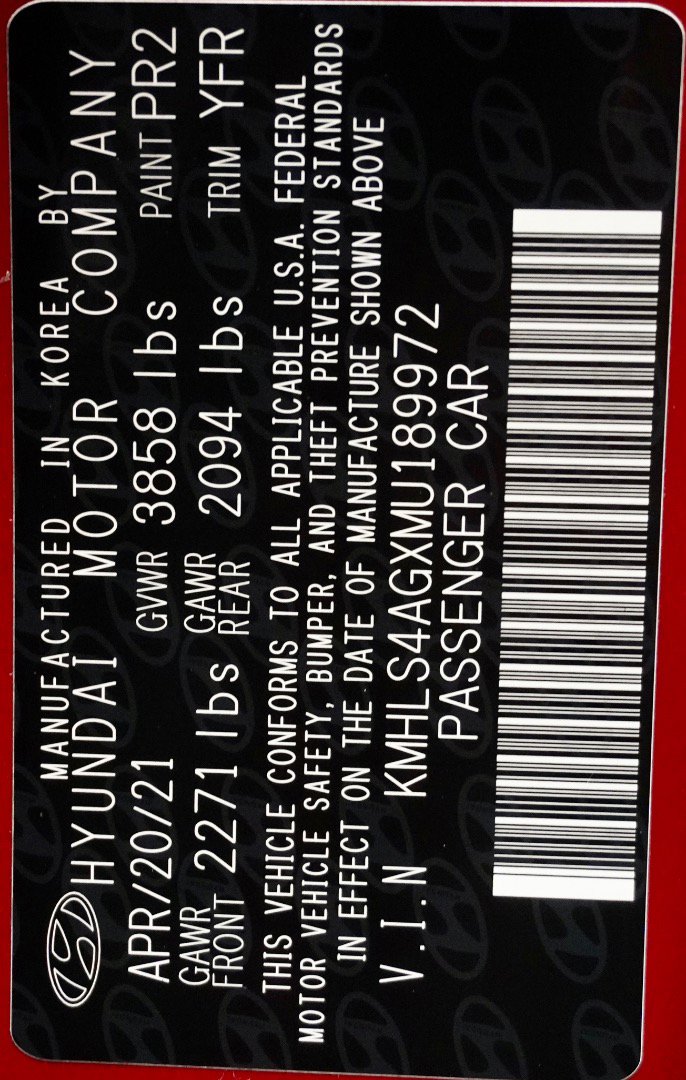 MANUFACTURED IN KOREA BY
HYUNDAI MOTOR COMPANY
APR/20/21 GVWR 3858 lbs PAINT PR2
GAWR FRONT 2271 lbs GAWR REAR 2094 lbs TRIM YFR
THIS VEHICLE CONFORMS TO ALL APPLICABLE U.S.A. FEDERAL
MOTOR VEHICLE SAFETY, BUMPER, AND THEFT PREVENTION STANDARDS
IN EFFECT ON THE DATE OF MANUFACTURE SHOWN ABOVE
V.I.N KMHLS4AGXMU189972
PASSENGER CAR